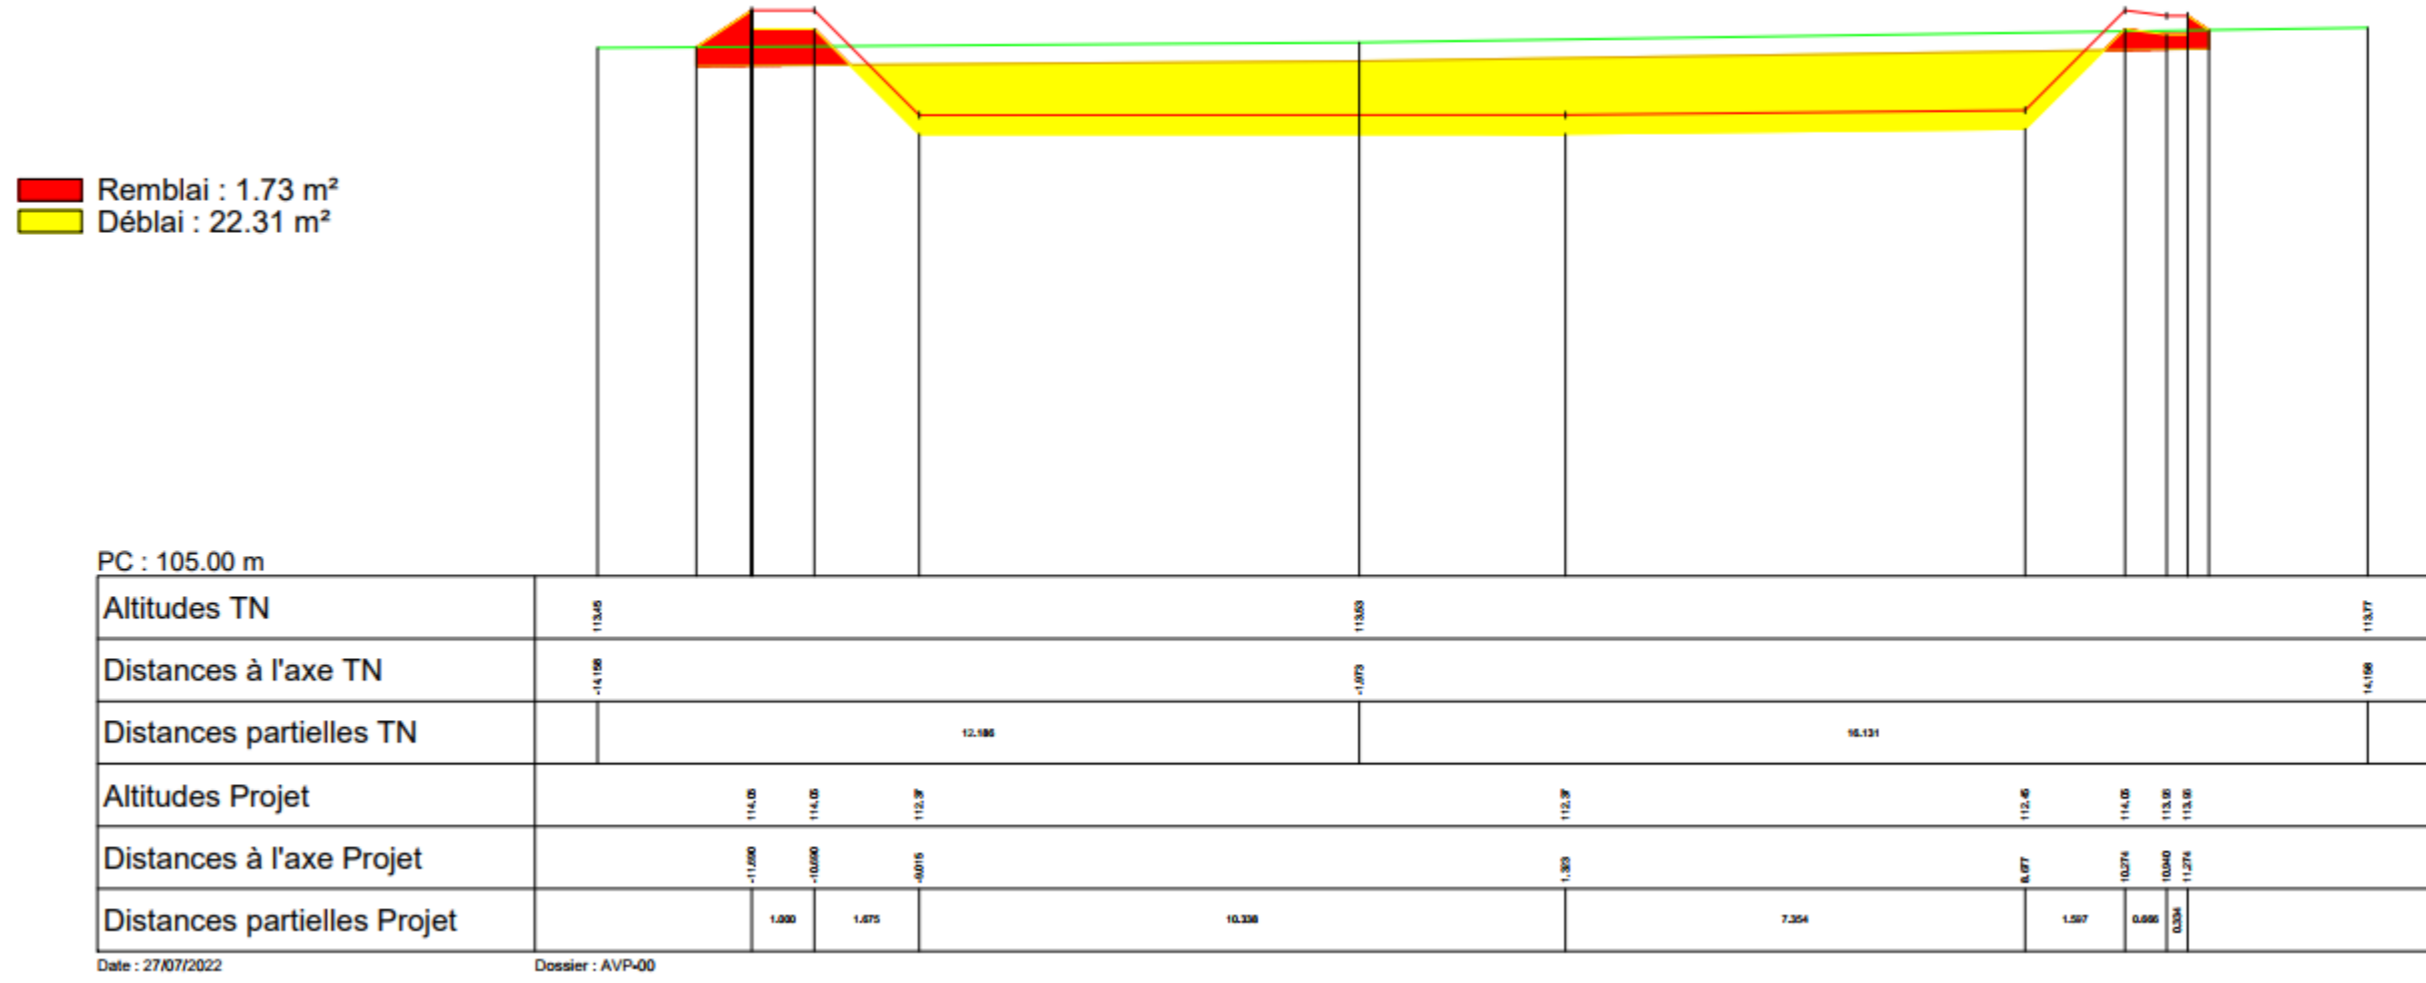 Remblai : 1.73 m²
Déblai : 22.31 m²
PC : 105.00 m
Altitudes TN 113.45 113.53 113.77
Distances à l'axe TN -14.158 -1.973 14.158
Distances partielles TN 12.186 16.131
Altitudes Projet 114.05 114.05 112.37 112.37 112.45 114.05
Distances à l'axe Projet -11.690 -10.690 -9.015 1.323 8.677 10.274 10.940 11.274
Distances partielles Projet 1.000 1.675 10.338 7.354 1.597 0.666 0.334
Date : 27/07/2022 Dossier : AVP-00